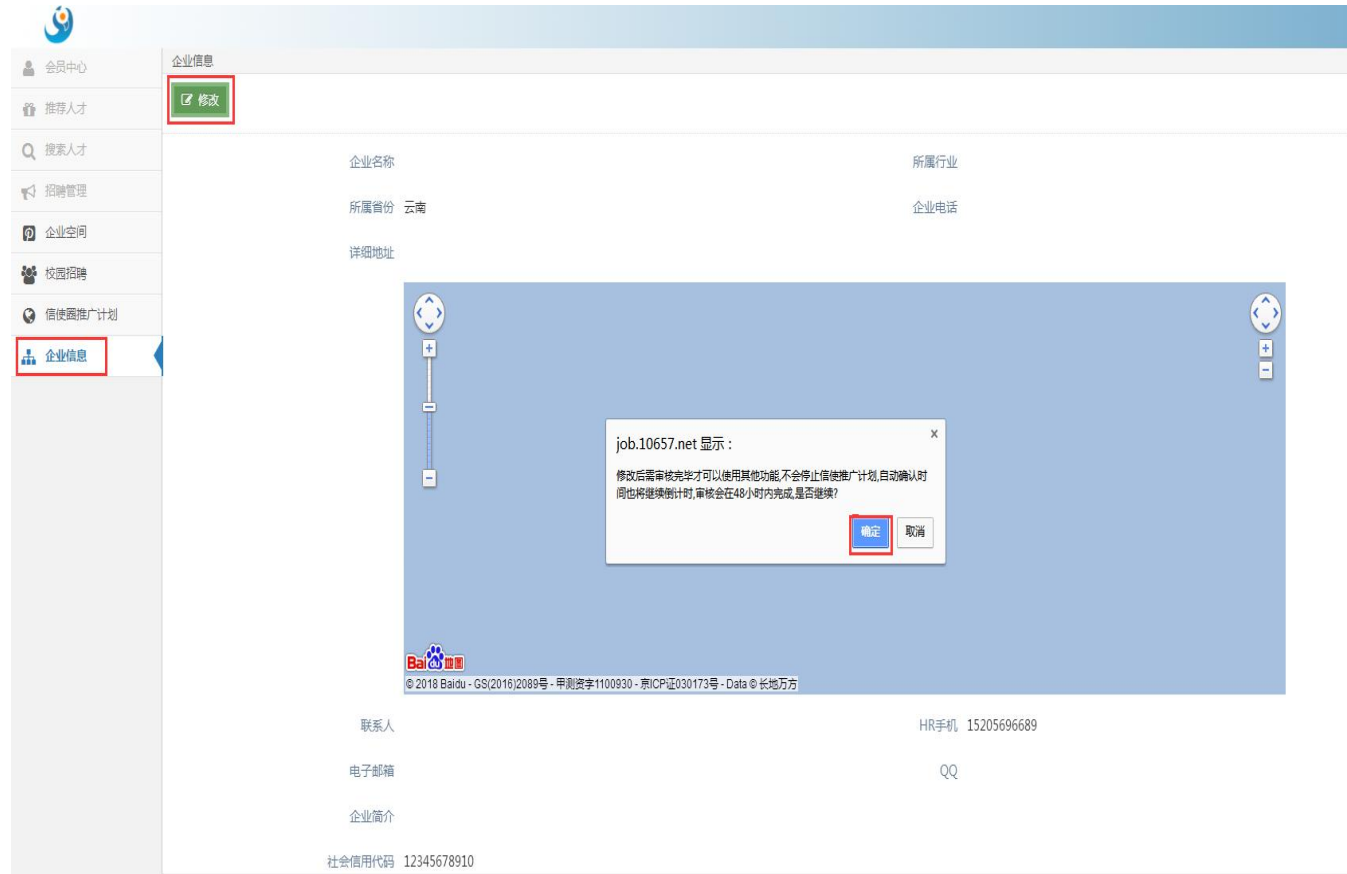 会员中心
推荐人才
搜索人才
招聘管理
企业空间
校园招聘
信使圈推广计划
企业信息
企业信息
修改
企业名称
所属行业
所属省份 云南
企业电话
详细地址
job.10657.net 显示：
修改后需审核完毕才可以使用其他功能,不会停止信使推广计划,自动确认时
间也将继续倒计时,审核会在48小时内完成,是否继续?
确定 取消
Bai du 地图
© 2018 Baidu - GS(2016)2089号 - 甲测资字1100930 - 京ICP证030173号 - Data © 长地万方
联系人
HR手机 15205696689
电子邮箱
QQ
企业简介
社会信用代码 12345678910